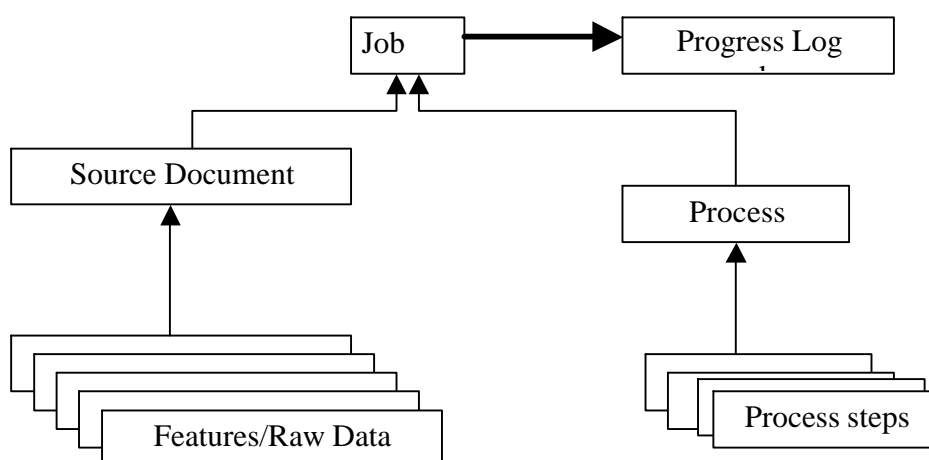 Job
Progress Log
Source Document
Process
Features/Raw Data
Process steps